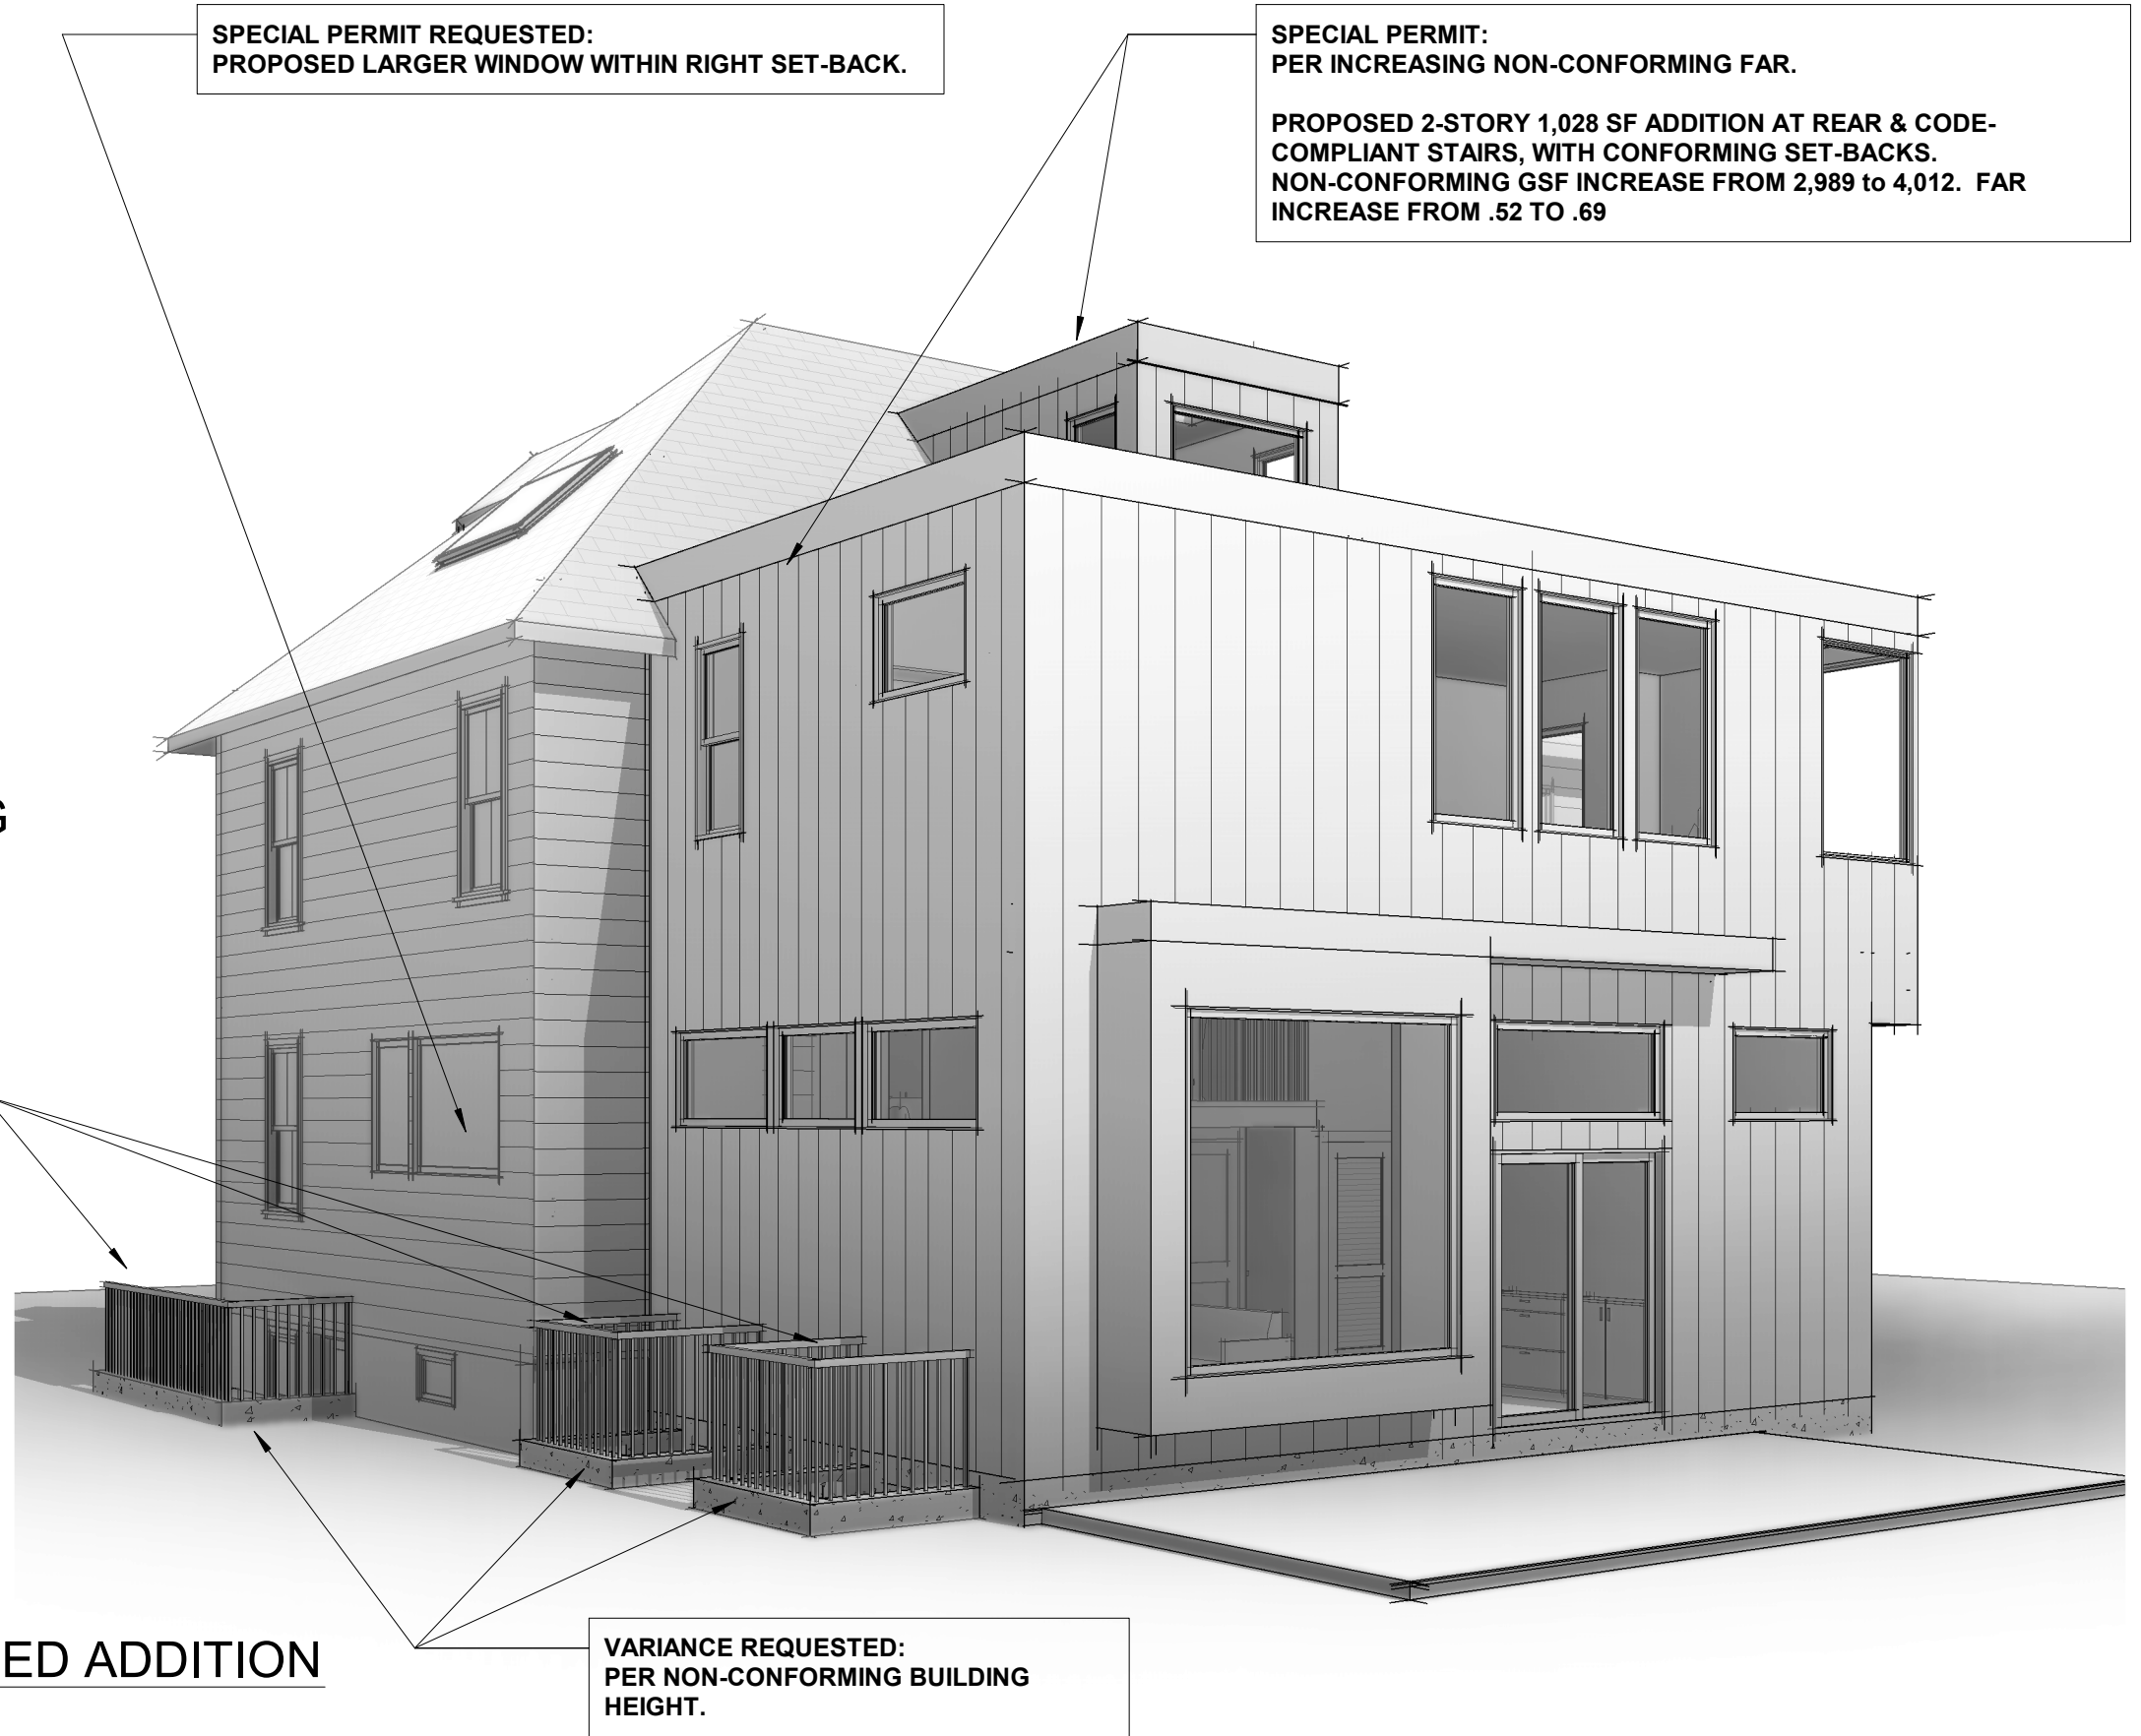 SPECIAL PERMIT REQUESTED:
PROPOSED LARGER WINDOW WITHIN RIGHT SET-BACK.
SPECIAL PERMIT:
PER INCREASING NON-CONFORMING FAR.
PROPOSED 2-STORY 1,028 SF ADDITION AT REAR & CODE-
COMPLIANT STAIRS, WITH CONFORMING SET-BACKS.
NON-CONFORMING GSF INCREASE FROM 2,989 to 4,012. FAR
INCREASE FROM .52 TO .69
G
ED ADDITION
VARIANCE REQUESTED:
PER NON-CONFORMING BUILDING
HEIGHT.